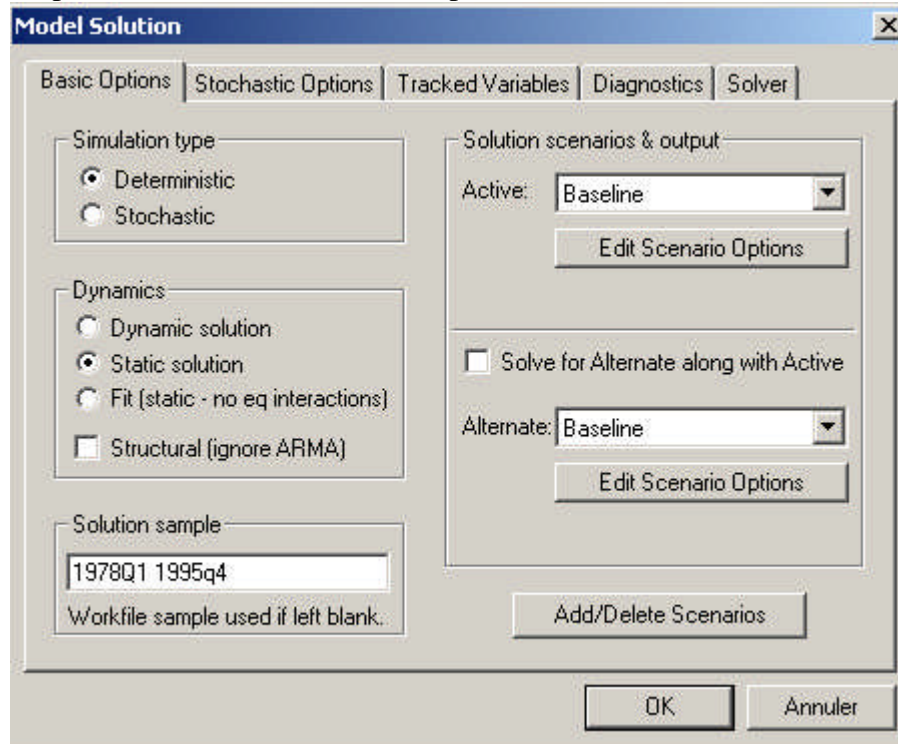 Model Solution
Basic Options
Stochastic Options
Tracked Variables
Diagnostics
Solver
Simulation type
Deterministic
Stochastic
Dynamics
Dynamic solution
Static solution
Fit (static - no eq interactions)
Structural (ignore ARMA)
Solution sample
1978Q1 1995q4
Workfile sample used if left blank.
Solution scenarios & output
Active:
Baseline
Edit Scenario Options
Solve for Alternate along with Active
Alternate:
Baseline
Edit Scenario Options
Add/Delete Scenarios
OK
Annuler